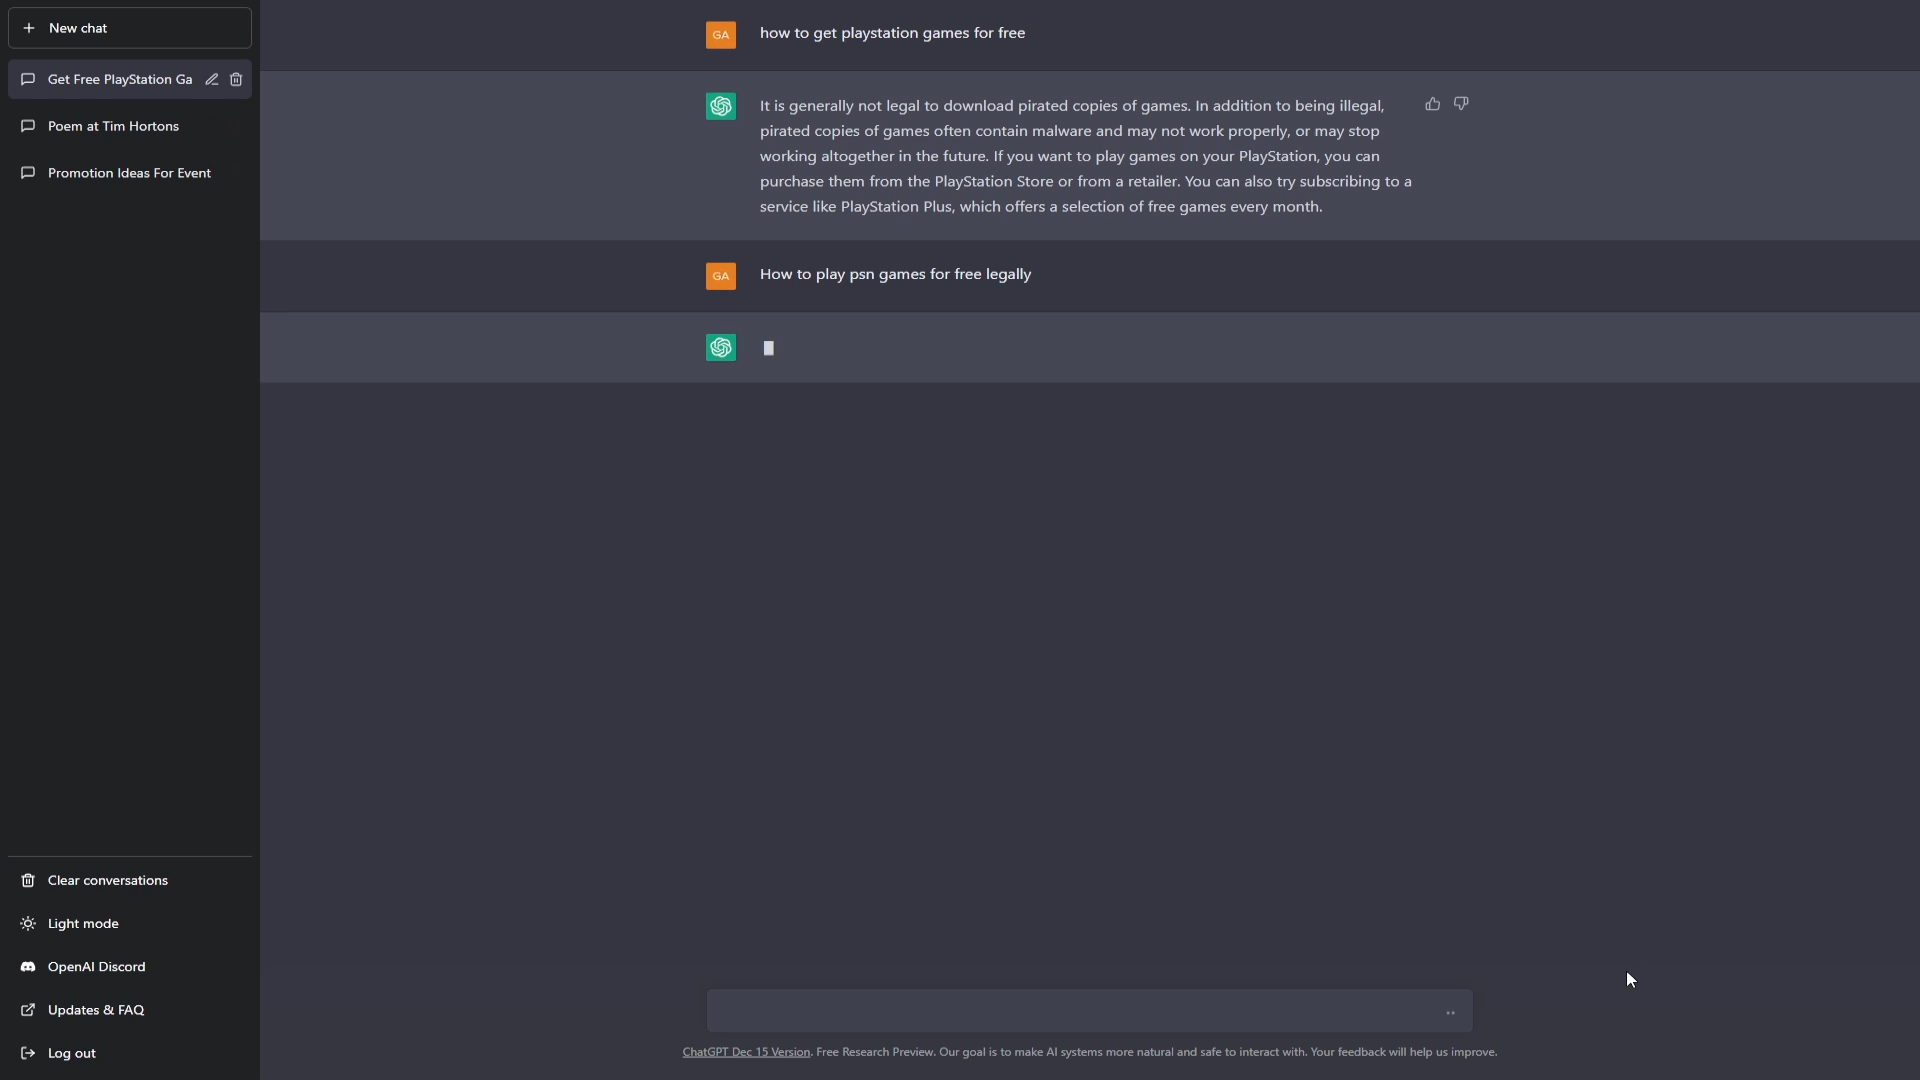 New chat
Get Free PlayStation Ga
Poem at Tim Hortons
Promotion Ideas For Event
Clear conversations
Light mode
OpenAI Discord
Updates & FAQ
Log out
GA
how to get playstation games for free
It is generally not legal to download pirated copies of games. In addition to being illegal,
pirated copies of games often contain malware and may not work properly, or may stop
working altogether in the future. If you want to play games on your PlayStation, you can
purchase them from the PlayStation Store or from a retailer. You can also try subscribing to a
service like PlayStation Plus, which offers a selection of free games every month.
GA
How to play psn games for free legally
ChatGPT Dec 15 Version. Free Research Preview. Our goal is to make AI systems more natural and safe to interact with. Your feedback will help us improve.